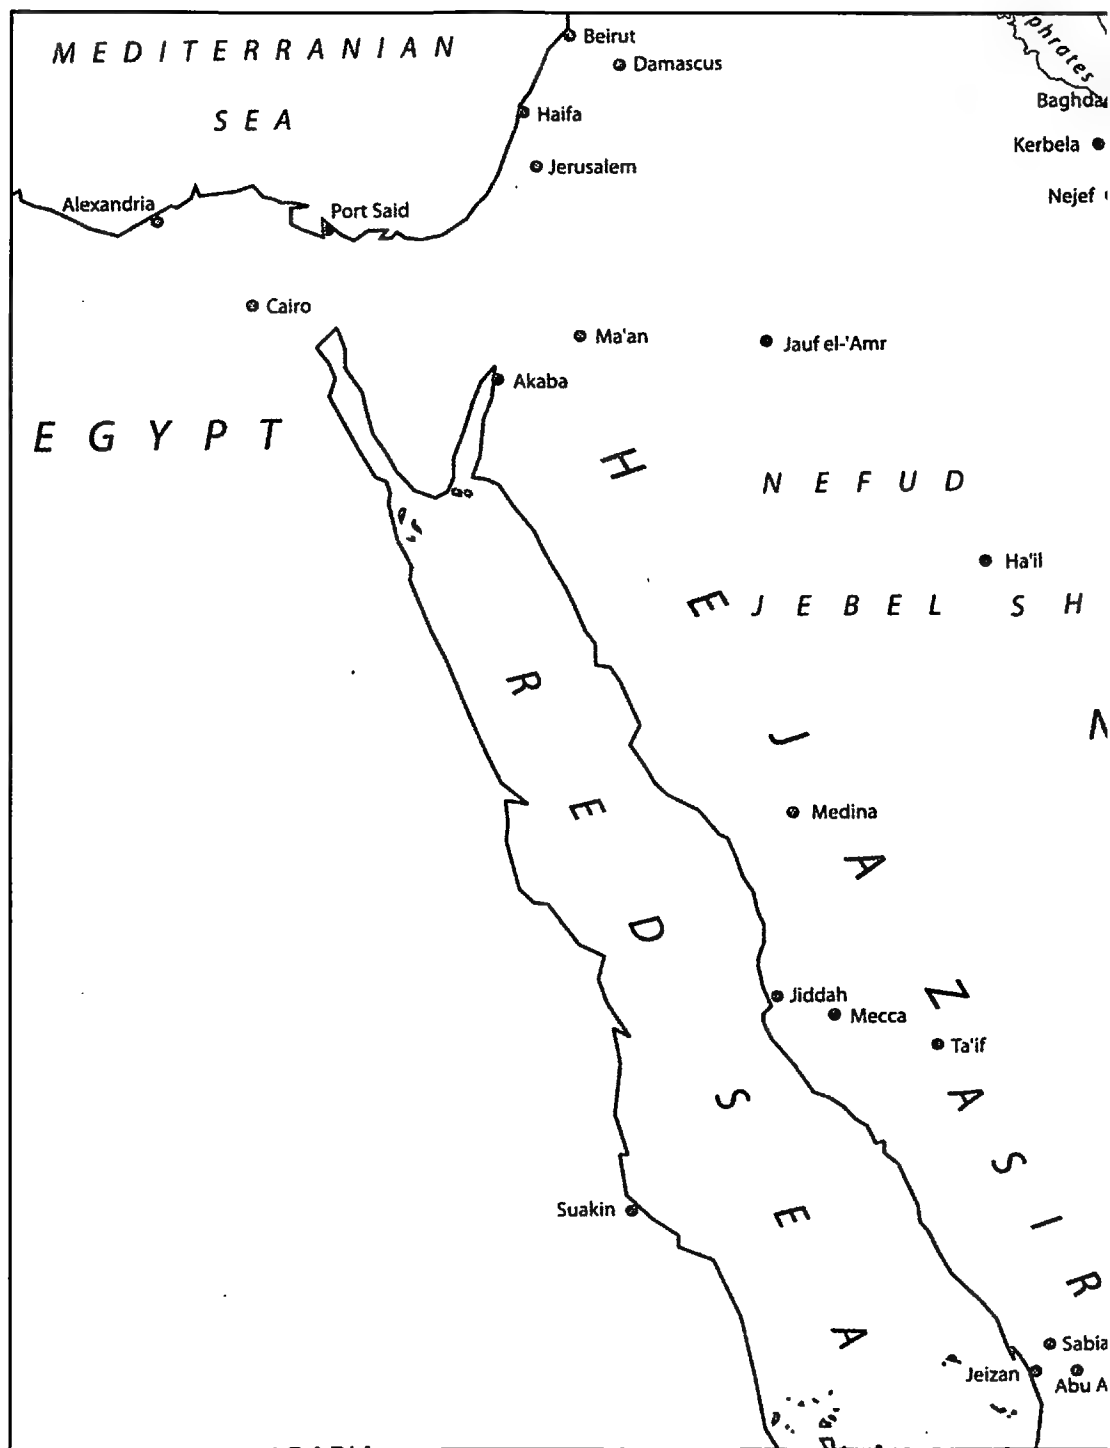 MEDITERRANIAN
SEA
Beirut
Damascus
phrates
Baghda
Haifa
Kerbela
Jerusalem
Nejef
Alexandria
Port Said
Cairo
Ma'an
Jauf el-'Amr
Akaba
EGYPT
HEJAZ
NEFUD
Ha'il
JEBEL SH
RED SEA
Medina
Jiddah
Mecca
Ta'if
ASIR
Suakin
Sabia
Jeizan
Abu A